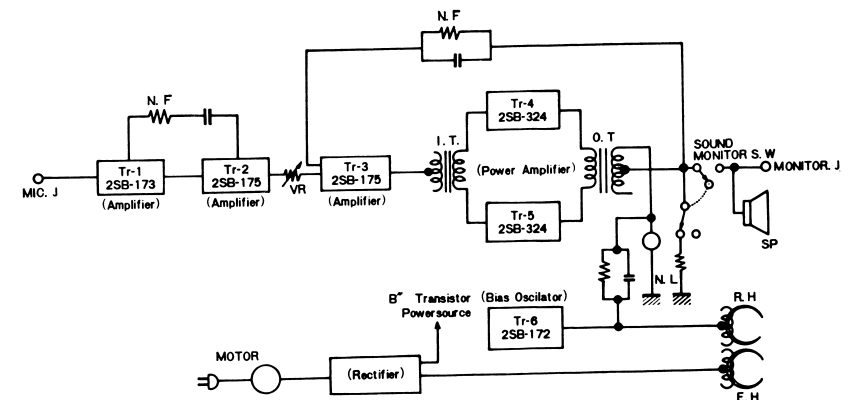 N. F
N. F
Tr-4
2SB-324
I. T.
O. T
SOUND
MONITOR S. W
MONITOR. J
Tr-1
2SB-173
(Amplifier)
Tr-2
2SB-175
(Amplifier)
VR
Tr-3
2SB-175
(Amplifier)
(Power Amplifier)
MIC. J
Tr-5
2SB-324
SP
N. L
B" Transistor
Powersource
(Bias Oscilator)
Tr-6
2SB-172
R. H
MOTOR
(Rectifier)
E. H